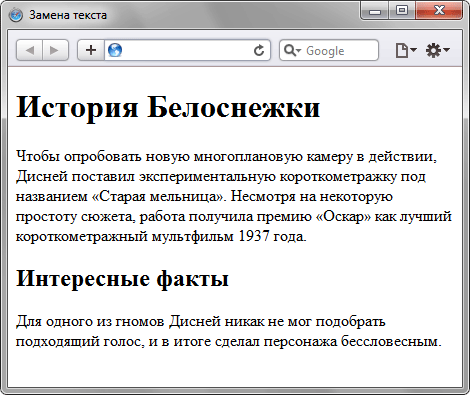 Замена текста
Google
История Белоснежки
Чтобы опробовать новую многоплановую камеру в действии,
Дисней поставил экспериментальную короткометражку под
названием «Старая мельница». Несмотря на некоторую
простоту сюжета, работа получила премию «Оскар» как лучший
короткометражный мультфильм 1937 года.
Интересные факты
Для одного из гномов Дисней никак не мог подобрать
подходящий голос, и в итоге сделал персонажа бессловесным.